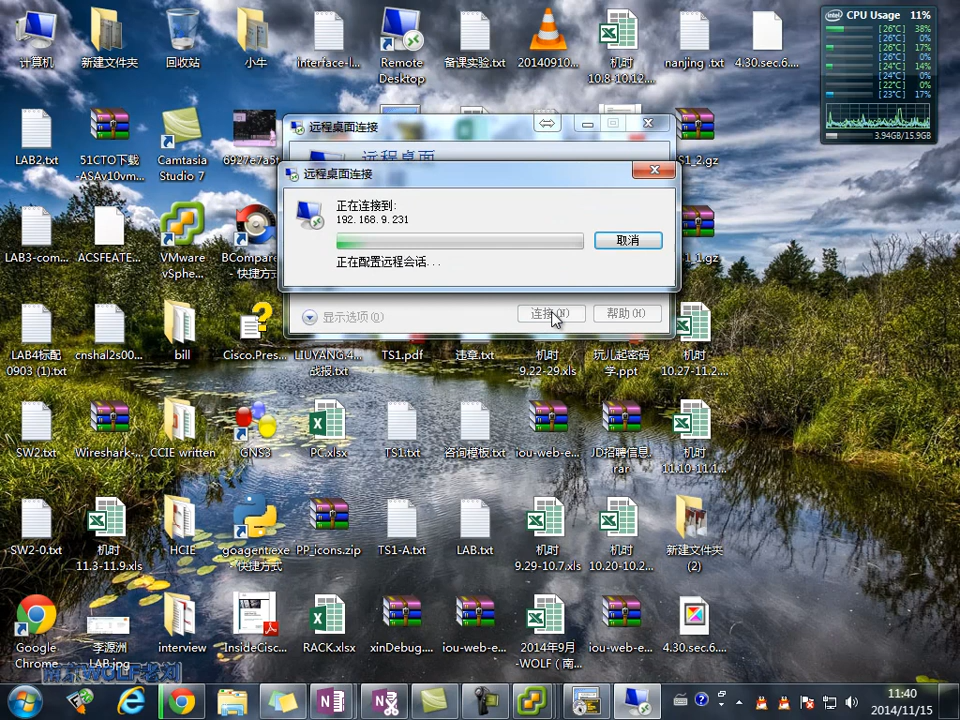 计算机
新建文件夹
回收站
小牛
interface-l...
Remote
Desktop
备课实验.txt
20140910...
机时
10.8-10.12....
nanjing .txt
4.30.sec.6....
intel CPU Usage 11%
[26°C] 38%
[26°C] 0%
[26°C] 17%
[26°C] 0%
[24°C] 14%
[24°C] 0%
[22°C] 0%
[23°C] 17%
3.94GB/15.9GB
LAB2.txt
51CTO下载
-ASAv10vm...
Camtasia
Studio 7
远程桌面连接
远程桌面
远程桌面连接
正在连接到:
192.168.9.231
取消
正在配置远程会话...
显示选项(O)
连接(N)
帮助(H)
LAB3-com...
ACSFEATE...
VMware
vSphe...
BCompare
- 快捷方式
LAB4标配
0903 (1).txt
cnshal2s00...
bill
Cisco.Pres...
LIUYANG.4...
战报.txt
TS1.pdf
违章.txt
机时
9.22-29.xls
玩儿起密码
学.ppt
机时
10.27-11.2....
SW2.txt
Wireshark-...
CCIE written
GNS3
PC.xlsx
TS1.txt
咨询模板.txt
iou-web-e...
JD招聘信息.
rar
机时
11.10-11.1...
SW2-0.txt
机时
11.3-11.9.xls
HCIE
goagentexe
- 快捷方式
PP_icons.zip
TS1-A.txt
LAB.txt
机时
9.29-10.7.xls
机时
10.20-10.2...
新建文件夹
(2)
Google
Chrome
李源洲
LAB.jpg
interview
InsideCisc...
RACK.xlsx
xinDebug....
iou-web-e...
2014年9月
-WOLF（南...
iou-web-e...
4.30.sec.6....
11:40
2014/11/15